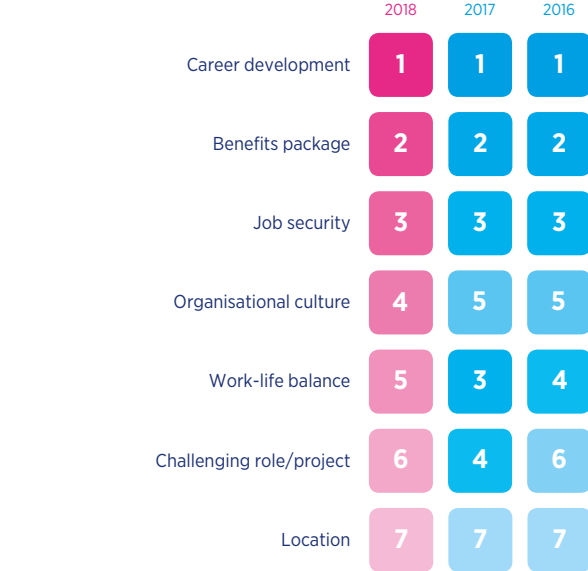 2018 2017 2016
Career development 1 1 1
Benefits package 2 2 2
Job security 3 3 3
Organisational culture 4 5 5
Work-life balance 5 3 4
Challenging role/project 6 4 6
Location 7 7 7